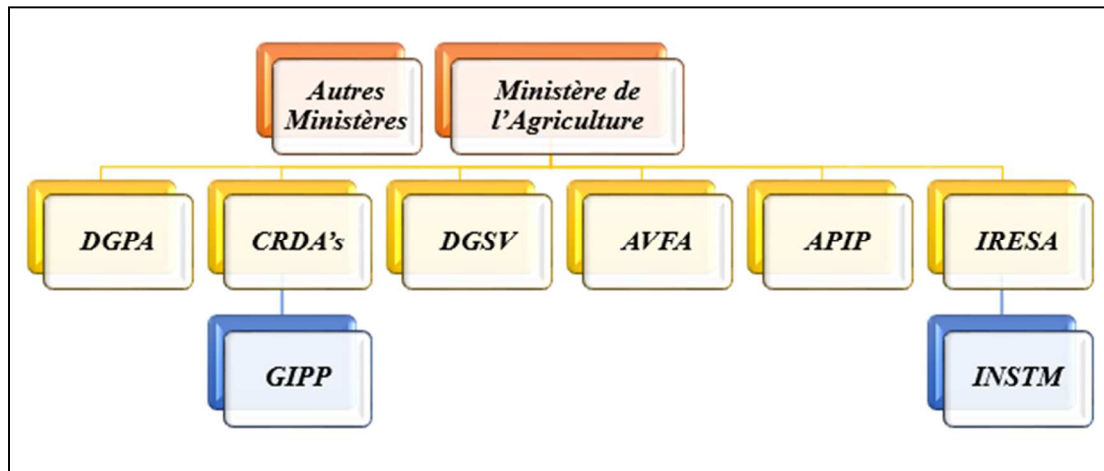 Autres
Ministères
Ministère de
l'Agriculture
DGPA
CRDA's
DGSV
AVFA
APIP
IRESA
GIPP
INSTM